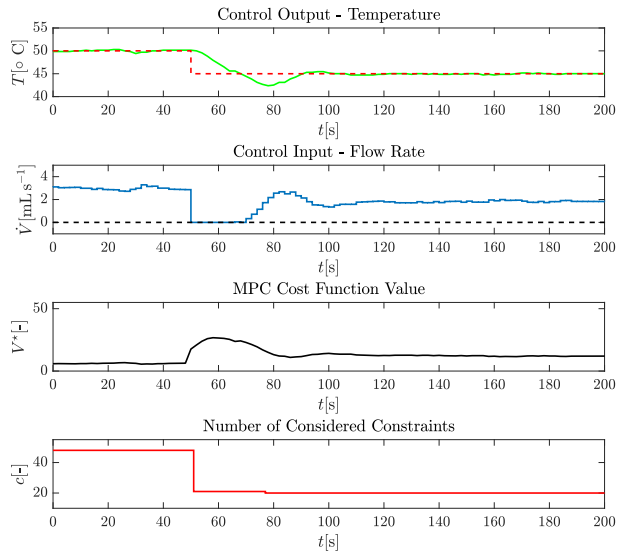 Control Output - Temperature
55
50
45
40
T[∘ C]
0 20 40 60 80 100 120 140 160 180 200
t[s]
Control Input - Flow Rate
4
2
0
V̇[mL s⁻¹]
0 20 40 60 80 100 120 140 160 180 200
t[s]
MPC Cost Function Value
50
0
V*[-]
0 20 40 60 80 100 120 140 160 180 200
t[s]
Number of Considered Constraints
40
20
c[-]
0 20 40 60 80 100 120 140 160 180 200
t[s]